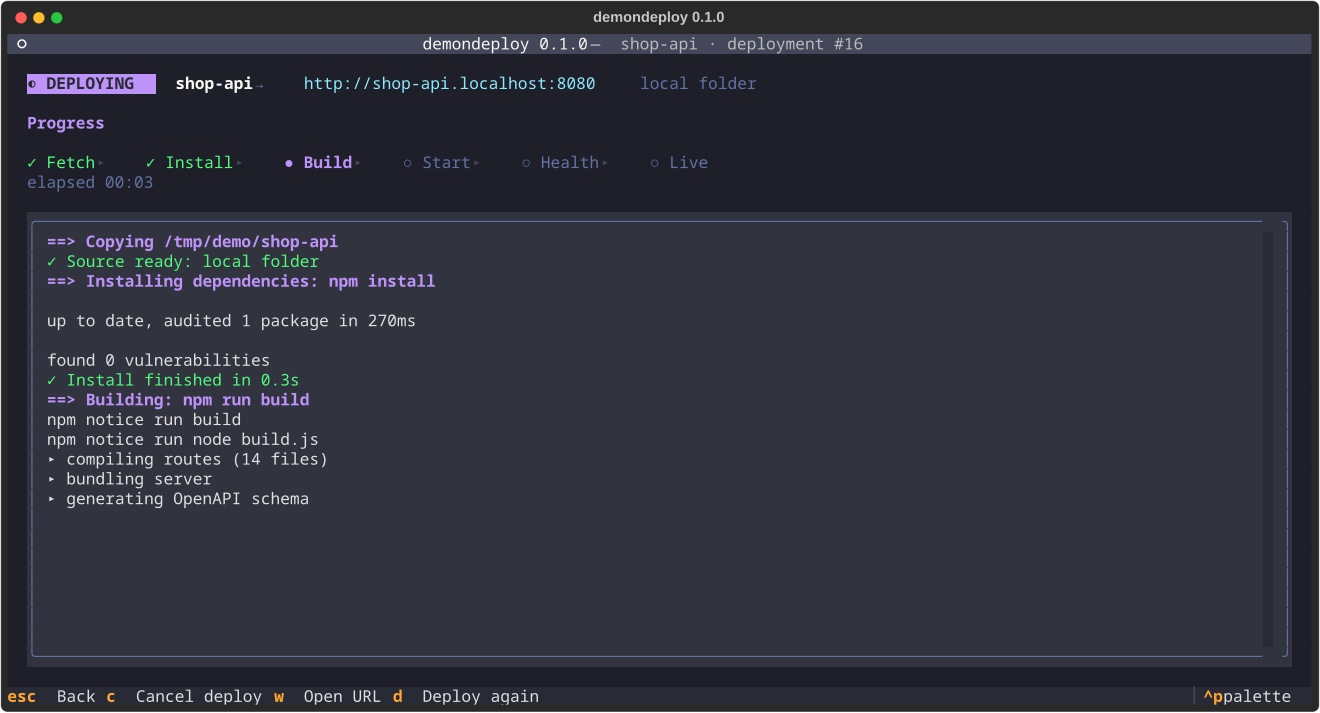 demondeploy 0.1.0
demondeploy 0.1.0— shop-api · deployment #16
◐ DEPLOYING shop-api→ http://shop-api.localhost:8080 local folder
Progress
✓ Fetch▸ ✓ Install▸ ● Build▸ ○ Start▸ ○ Health▸ ○ Live
elapsed 00:03
==> Copying /tmp/demo/shop-api
✓ Source ready: local folder
==> Installing dependencies: npm install
up to date, audited 1 package in 270ms
found 0 vulnerabilities
✓ Install finished in 0.3s
==> Building: npm run build
npm notice run build
npm notice run node build.js
▸ compiling routes (14 files)
▸ bundling server
▸ generating OpenAPI schema
esc Back c Cancel deploy w Open URL d Deploy again ^ppalette